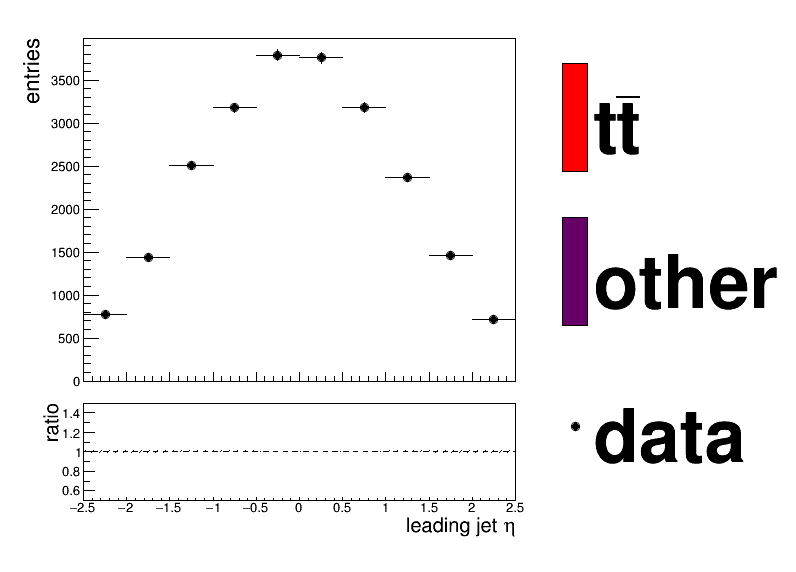 entries
3500
3000
2500
2000
1500
1000
500
0
tt̄
other
data
ratio
1.4
1.2
1
0.8
0.6
−2.5 −2 −1.5 −1 −0.5 0 0.5 1 1.5 2 2.5
leading jet η